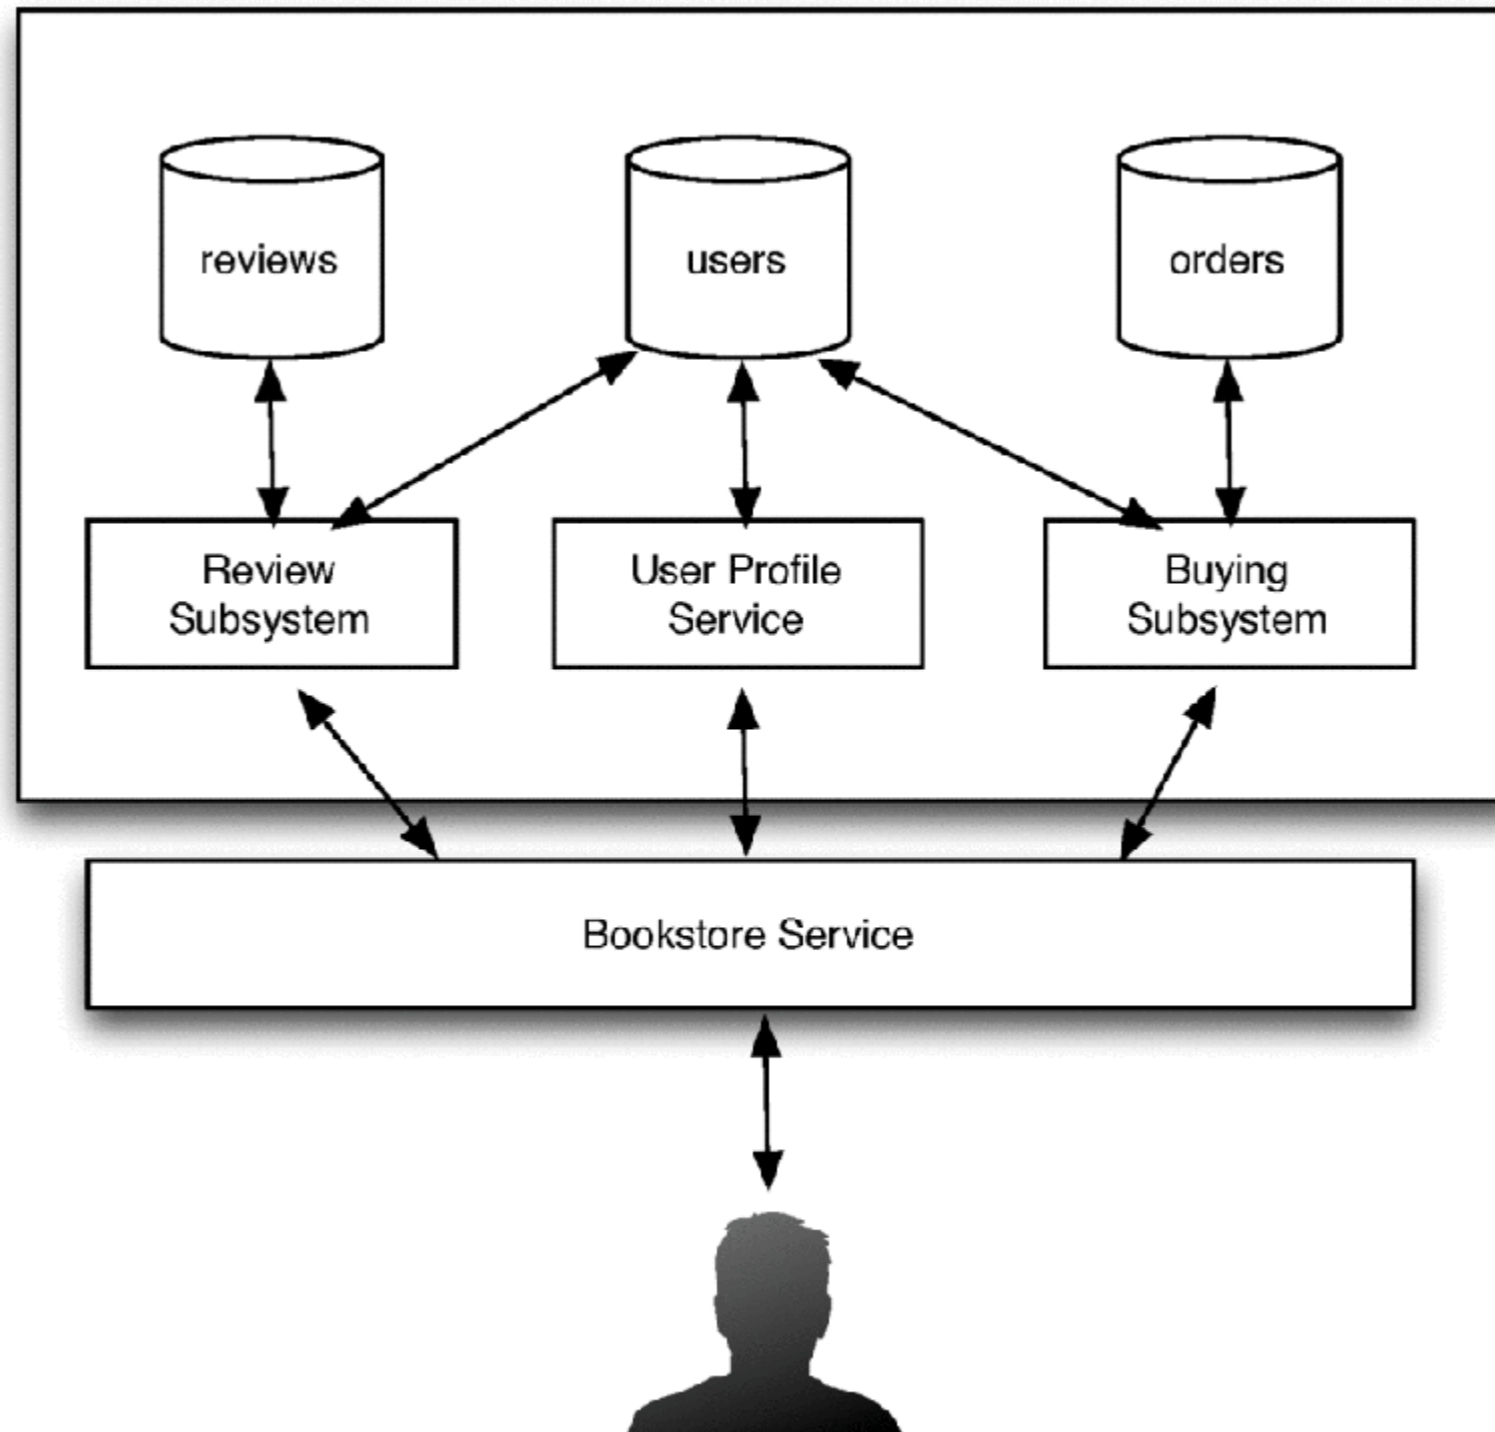 reviews
users
orders
Review
Subsystem
User Profile
Service
Buying
Subsystem
Bookstore Service